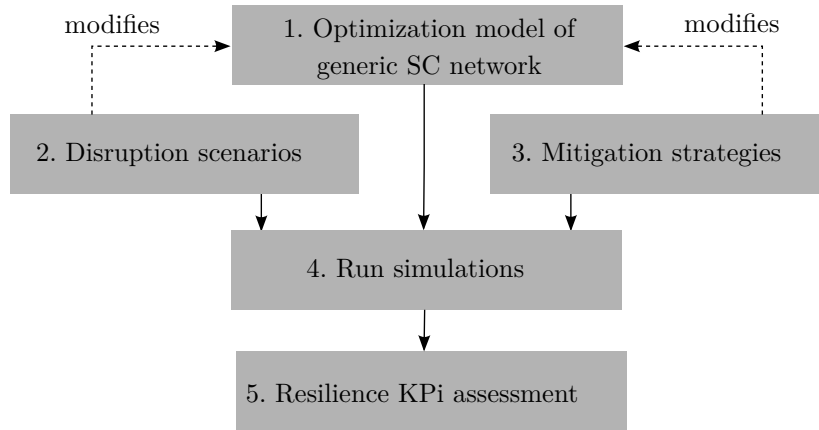 modifies
modifies
1. Optimization model of
generic SC network
2. Disruption scenarios
3. Mitigation strategies
4. Run simulations
5. Resilience KPi assessment